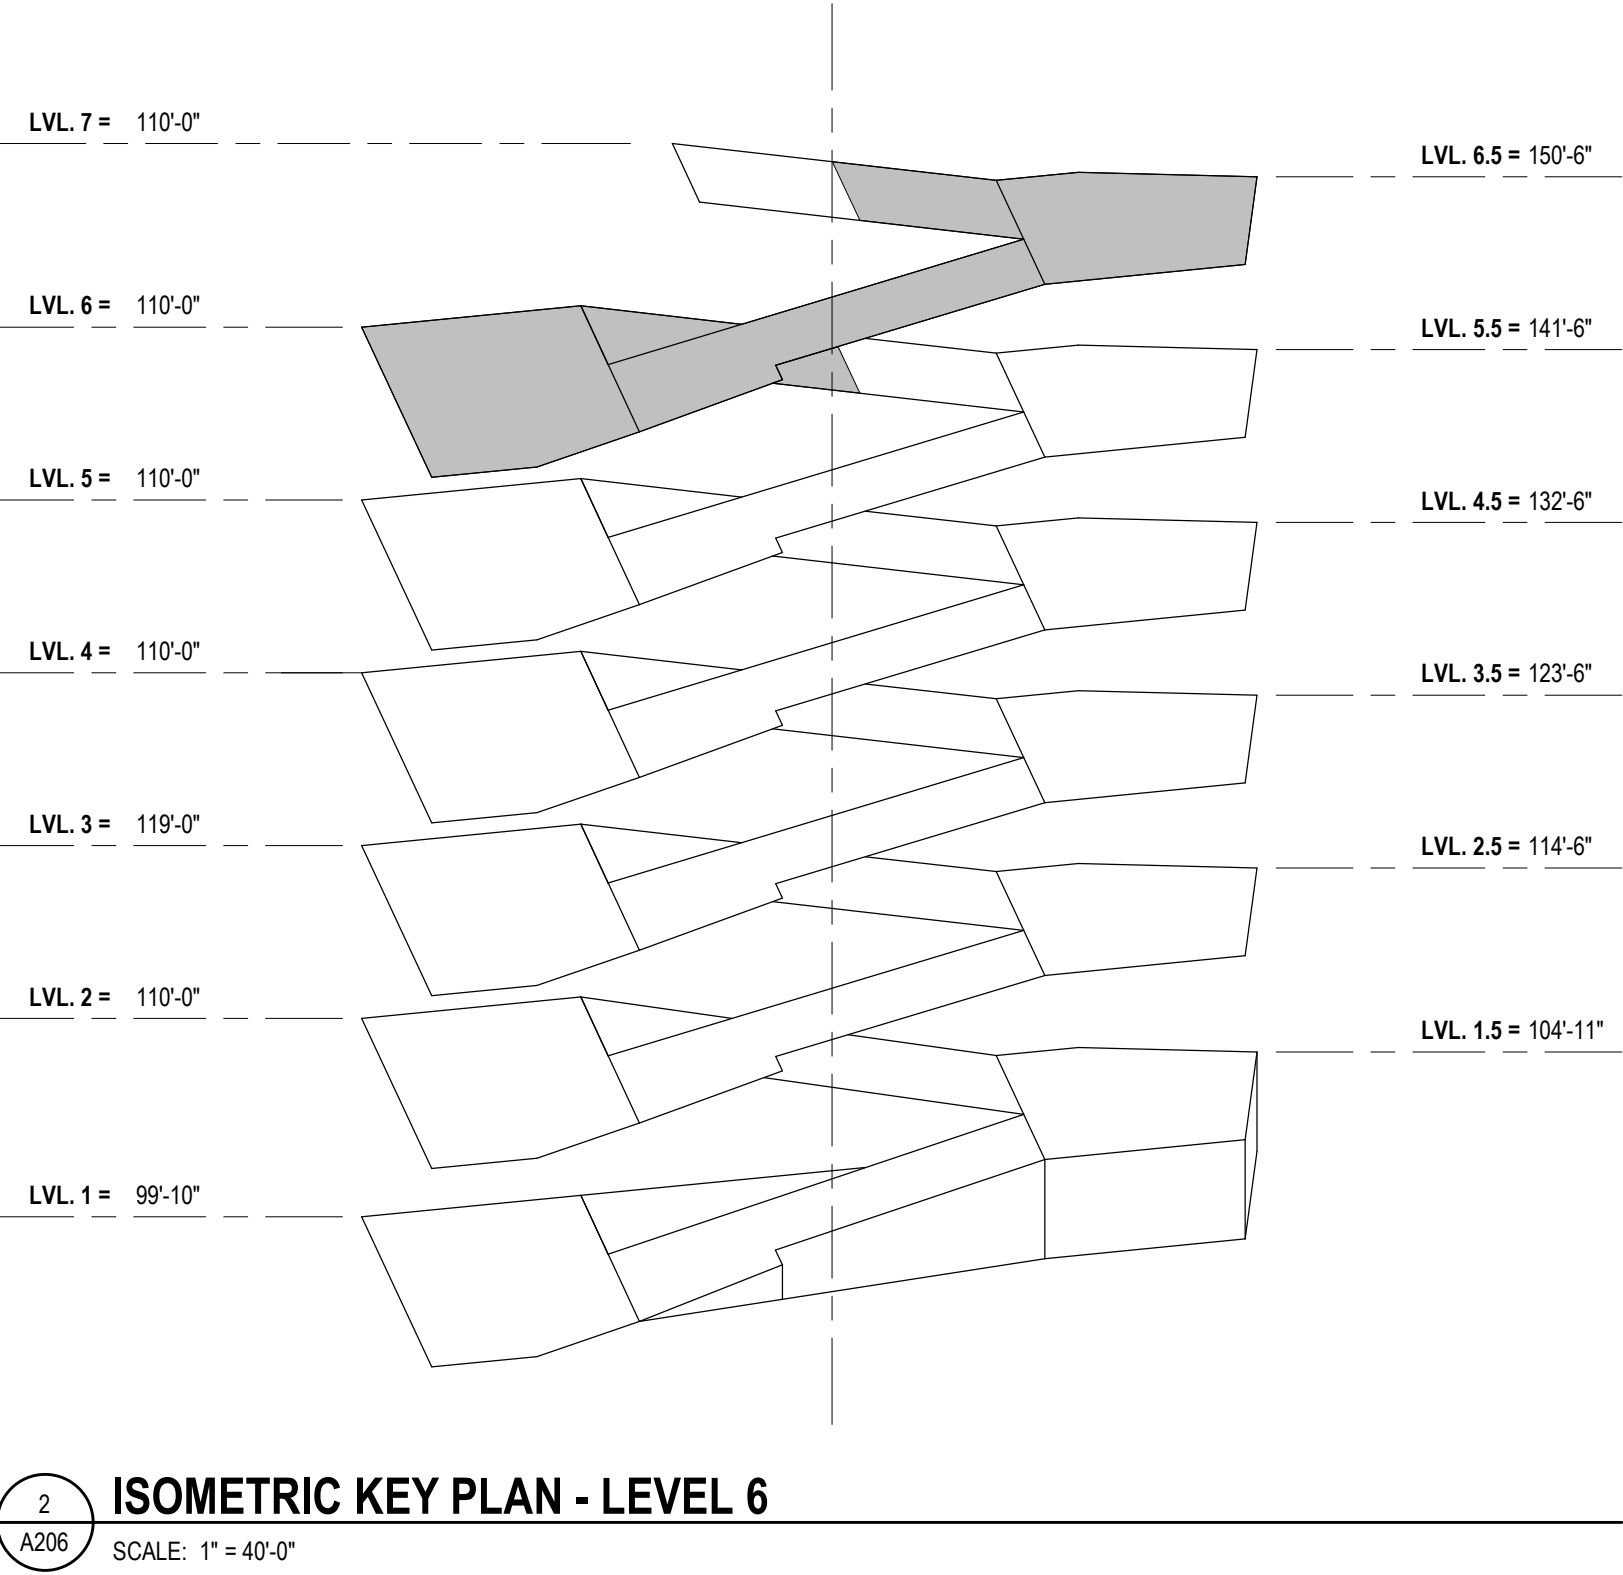 LVL. 7 = 110'-0"
LVL. 6.5 = 150'-6"
LVL. 6 = 110'-0"
LVL. 5.5 = 141'-6"
LVL. 5 = 110'-0"
LVL. 4.5 = 132'-6"
LVL. 4 = 110'-0"
LVL. 3.5 = 123'-6"
LVL. 3 = 119'-0"
LVL. 2.5 = 114'-6"
LVL. 2 = 110'-0"
LVL. 1.5 = 104'-11"
LVL. 1 = 99'-10"
2
ISOMETRIC KEY PLAN - LEVEL 6
A206
SCALE: 1" = 40'-0"